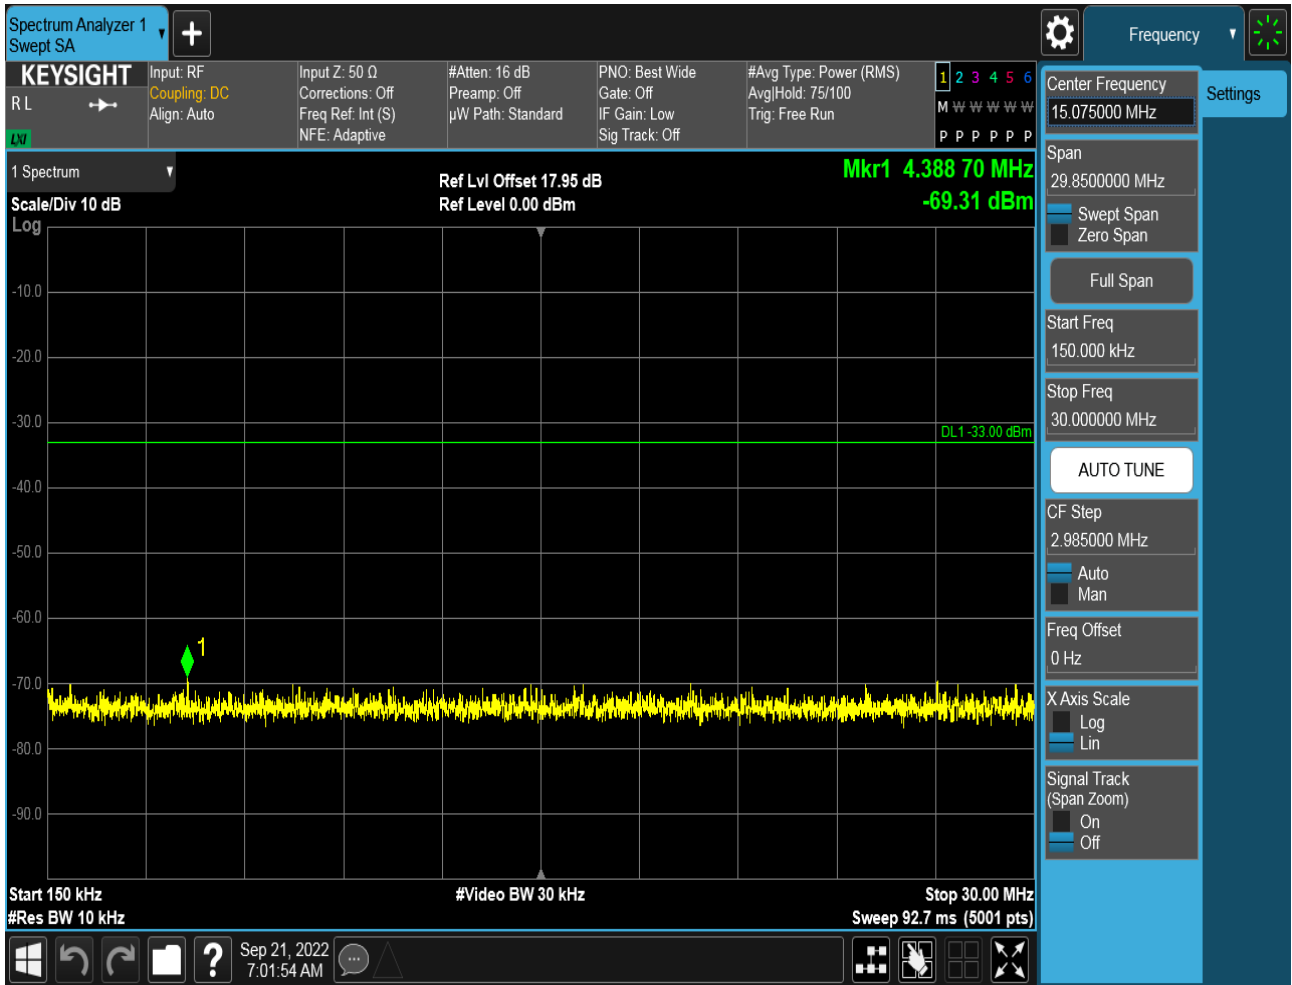 Spectrum Analyzer 1
Swept SA
Frequency
KEYSIGHT
R L
LXI
Input: RF
Coupling: DC
Align: Auto
Input Z: 50 Ω
Corrections: Off
Freq Ref: Int (S)
NFE: Adaptive
#Atten: 16 dB
Preamp: Off
µW Path: Standard
PNO: Best Wide
Gate: Off
IF Gain: Low
Sig Track: Off
#Avg Type: Power (RMS)
Avg|Hold: 75/100
Trig: Free Run
1 2 3 4 5 6
M W W W W W
P P P P P P
1 Spectrum
Scale/Div 10 dB
Log
Ref Lvl Offset 17.95 dB
Ref Level 0.00 dBm
Mkr1 4.388 70 MHz
-69.31 dBm
-10.0
-20.0
-30.0
DL1 -33.00 dBm
-40.0
-50.0
-60.0
1
-70.0
-80.0
-90.0
Start 150 kHz
#Res BW 10 kHz
#Video BW 30 kHz
Stop 30.00 MHz
Sweep 92.7 ms (5001 pts)
Center Frequency
15.075000 MHz
Settings
Span
29.8500000 MHz
Swept Span
Zero Span
Full Span
Start Freq
150.000 kHz
Stop Freq
30.000000 MHz
AUTO TUNE
CF Step
2.985000 MHz
Auto
Man
Freq Offset
0 Hz
X Axis Scale
Log
Lin
Signal Track
(Span Zoom)
On
Off
?
Sep 21, 2022
7:01:54 AM